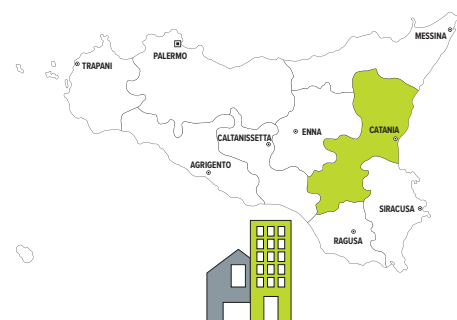 MESSINA
PALERMO
TRAPANI
CATANIA
ENNA
CALTANISSETTA
AGRIGENTO
SIRACUSA
RAGUSA